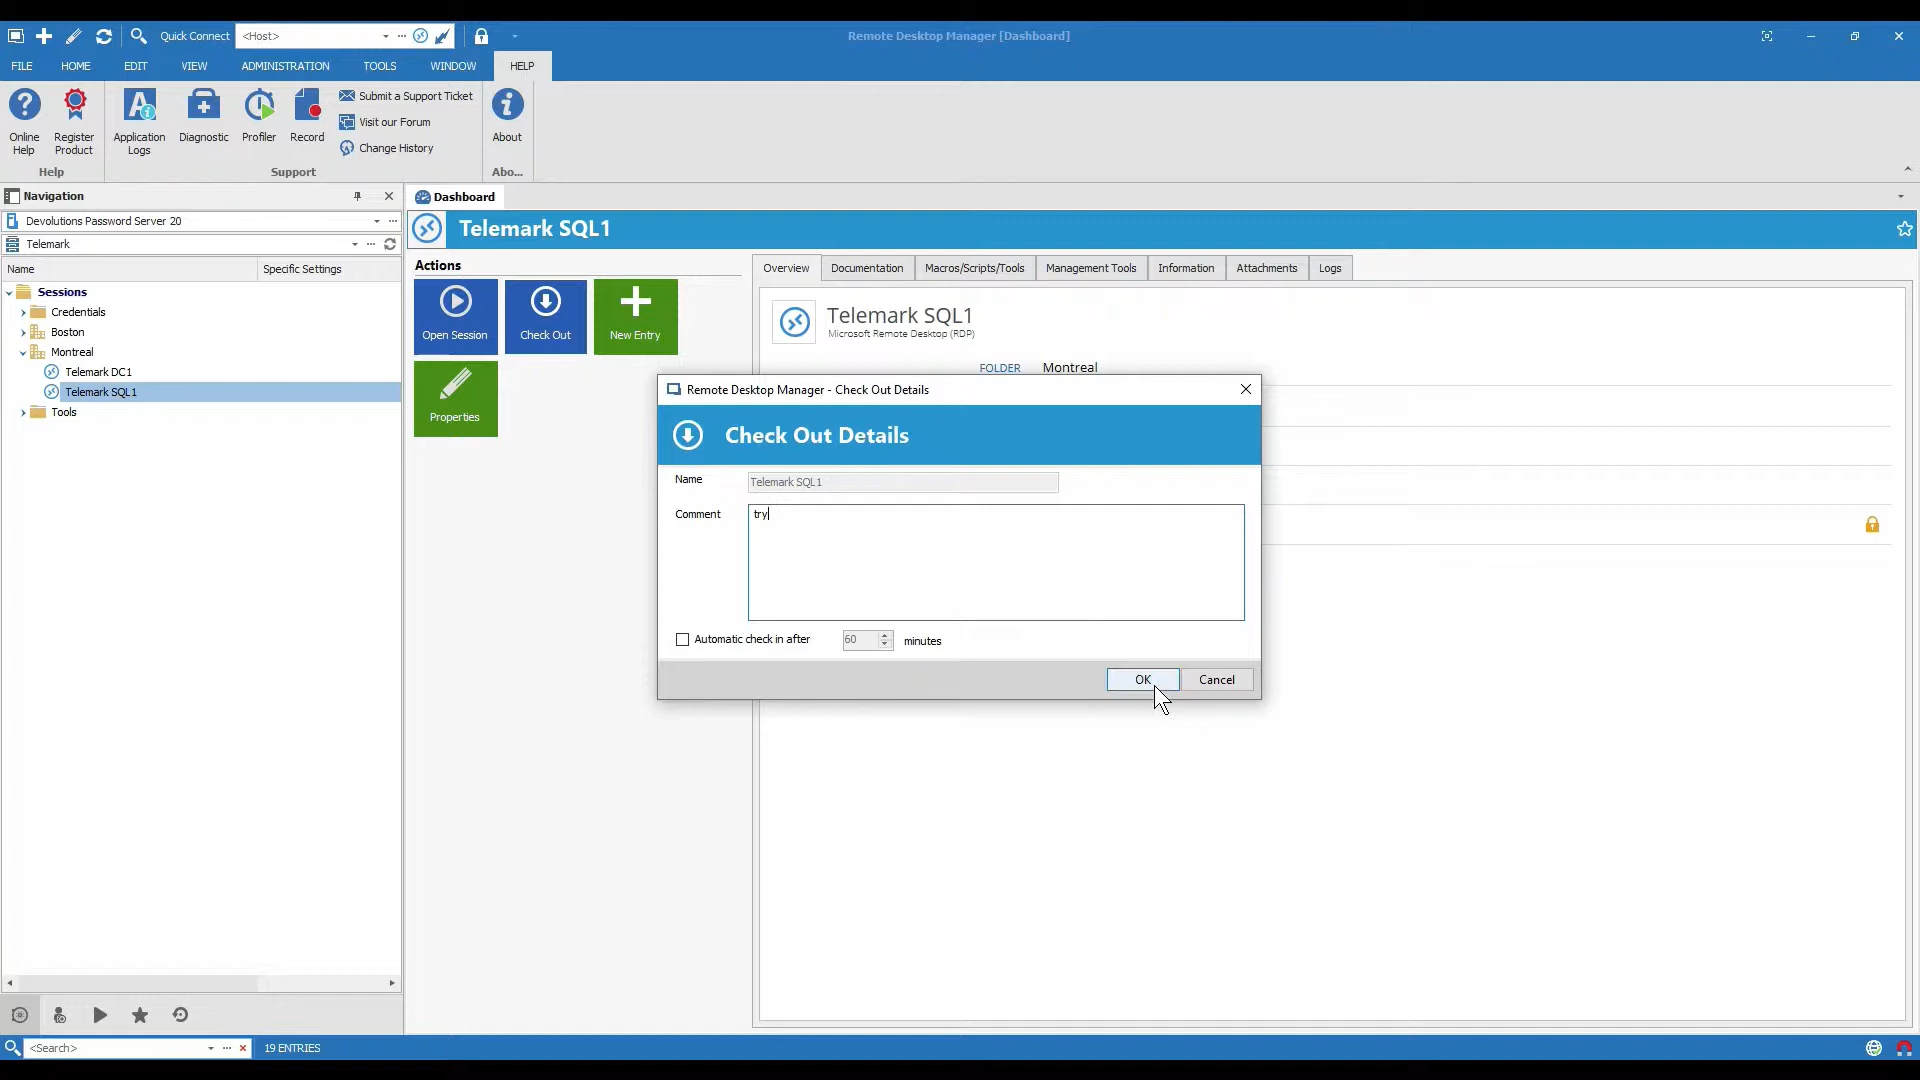 Quick Connect <Host> Remote Desktop Manager [Dashboard]
FILE HOME EDIT VIEW ADMINISTRATION TOOLS WINDOW HELP
Online Help
Register Product
Application Logs
Diagnostic
Profiler
Record
Submit a Support Ticket
Visit our Forum
Change History
About
Help Support Abo...
Navigation
Devolutions Password Server 20
Telemark
Name Specific Settings
Sessions
Credentials
Boston
Montreal
Telemark DC1
Telemark SQL1
Tools
Dashboard
Telemark SQL1
Actions
Open Session
Check Out
New Entry
Properties
Overview Documentation Macros/Scripts/Tools Management Tools Information Attachments Logs
Telemark SQL1
Microsoft Remote Desktop (RDP)
FOLDER Montreal
Remote Desktop Manager - Check Out Details
Check Out Details
Name Telemark SQL1
Comment try
Automatic check in after 60 minutes
OK Cancel
<Search> 19 ENTRIES